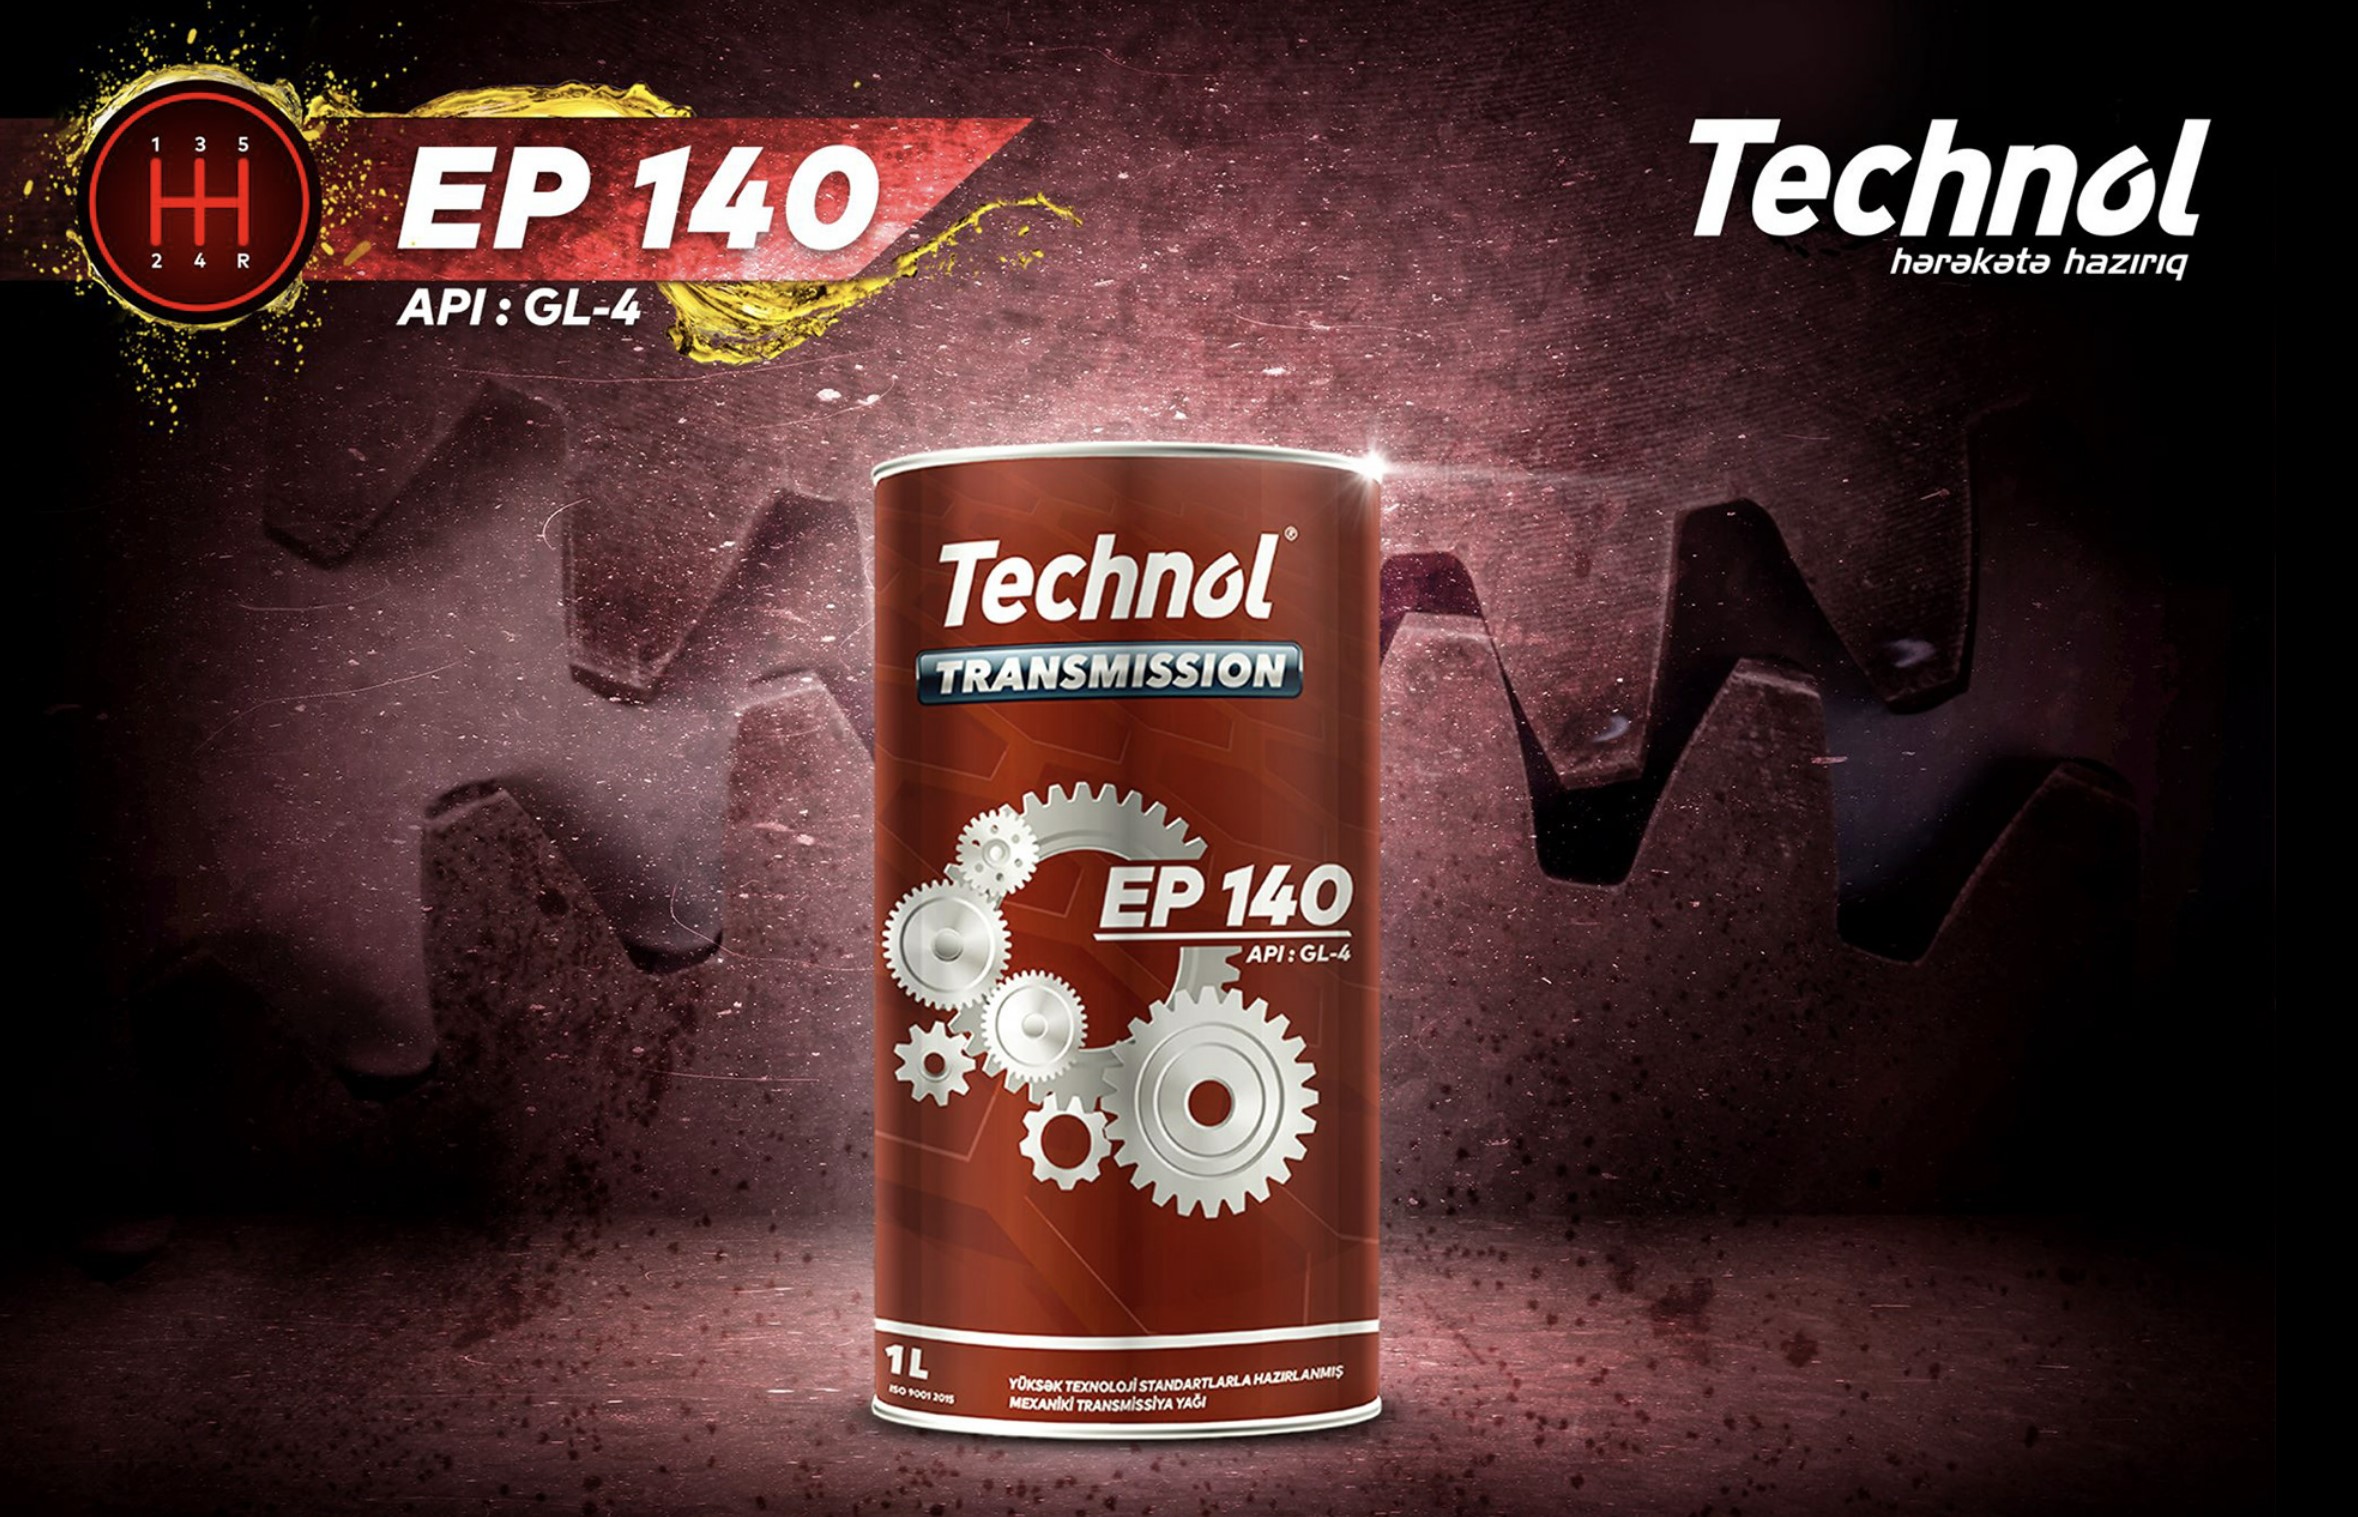 1 3 5
2 4 R
EP 140
API : GL-4
Technol
hərəkətə hazırıq
Technol®
TRANSMISSION
EP 140
API : GL-4
1 L
ISO 9001 2015
YÜKSƏK TEXNOLOJİ STANDARTLARLA HAZIRLANMIŞ
MEXANİKİ TRANSMİSSİYA YAĞI